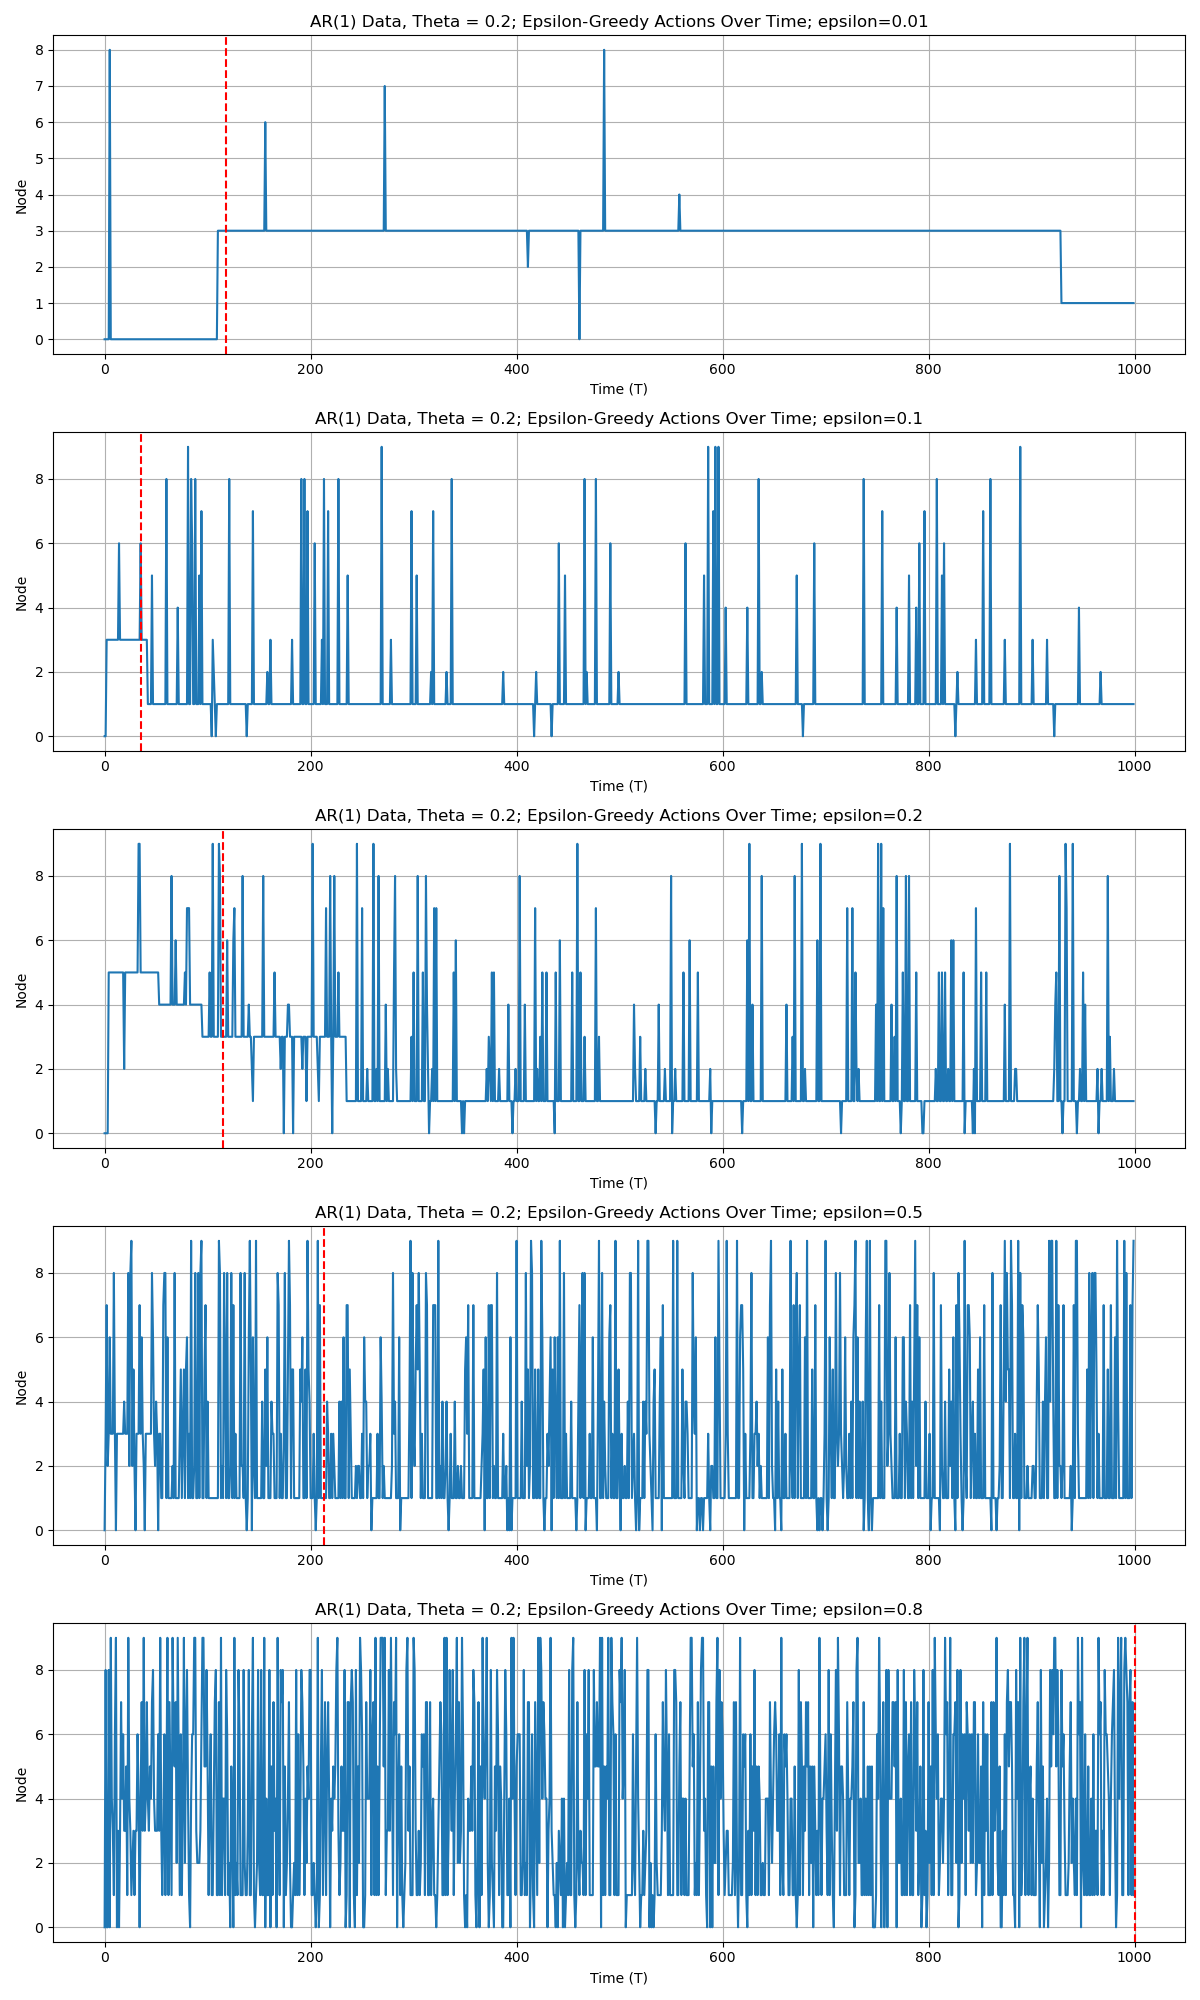 AR(1) Data, Theta = 0.2; Epsilon-Greedy Actions Over Time; epsilon=0.01
8
7
6
5
4
3
2
1
0
Node
0 200 400 600 800 1000
Time (T)
AR(1) Data, Theta = 0.2; Epsilon-Greedy Actions Over Time; epsilon=0.1
8
6
4
2
0
Node
0 200 400 600 800 1000
Time (T)
AR(1) Data, Theta = 0.2; Epsilon-Greedy Actions Over Time; epsilon=0.2
8
6
4
2
0
Node
0 200 400 600 800 1000
Time (T)
AR(1) Data, Theta = 0.2; Epsilon-Greedy Actions Over Time; epsilon=0.5
8
6
4
2
0
Node
0 200 400 600 800 1000
Time (T)
AR(1) Data, Theta = 0.2; Epsilon-Greedy Actions Over Time; epsilon=0.8
8
6
4
2
0
Node
0 200 400 600 800 1000
Time (T)